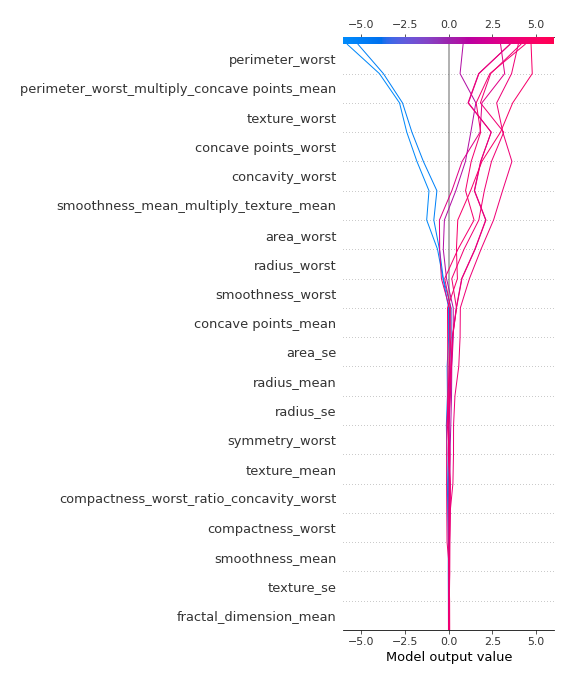 −5.0 −2.5 0.0 2.5 5.0
perimeter_worst
perimeter_worst_multiply_concave points_mean
texture_worst
concave points_worst
concavity_worst
smoothness_mean_multiply_texture_mean
area_worst
radius_worst
smoothness_worst
concave points_mean
area_se
radius_mean
radius_se
symmetry_worst
texture_mean
compactness_worst_ratio_concavity_worst
compactness_worst
smoothness_mean
texture_se
fractal_dimension_mean
−5.0 −2.5 0.0 2.5 5.0
Model output value